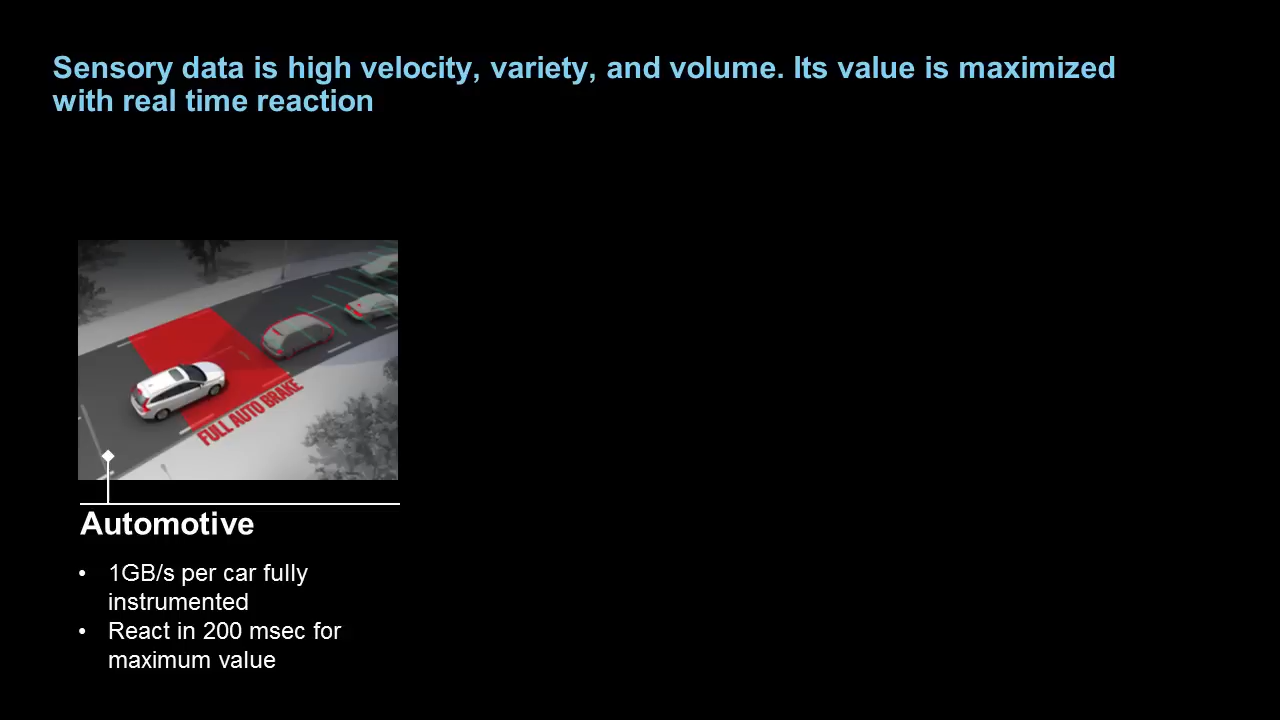 Sensory data is high velocity, variety, and volume. Its value is maximized
with real time reaction
FULL AUTO BRAKE
Automotive
• 1GB/s per car fully
instrumented
• React in 200 msec for
maximum value